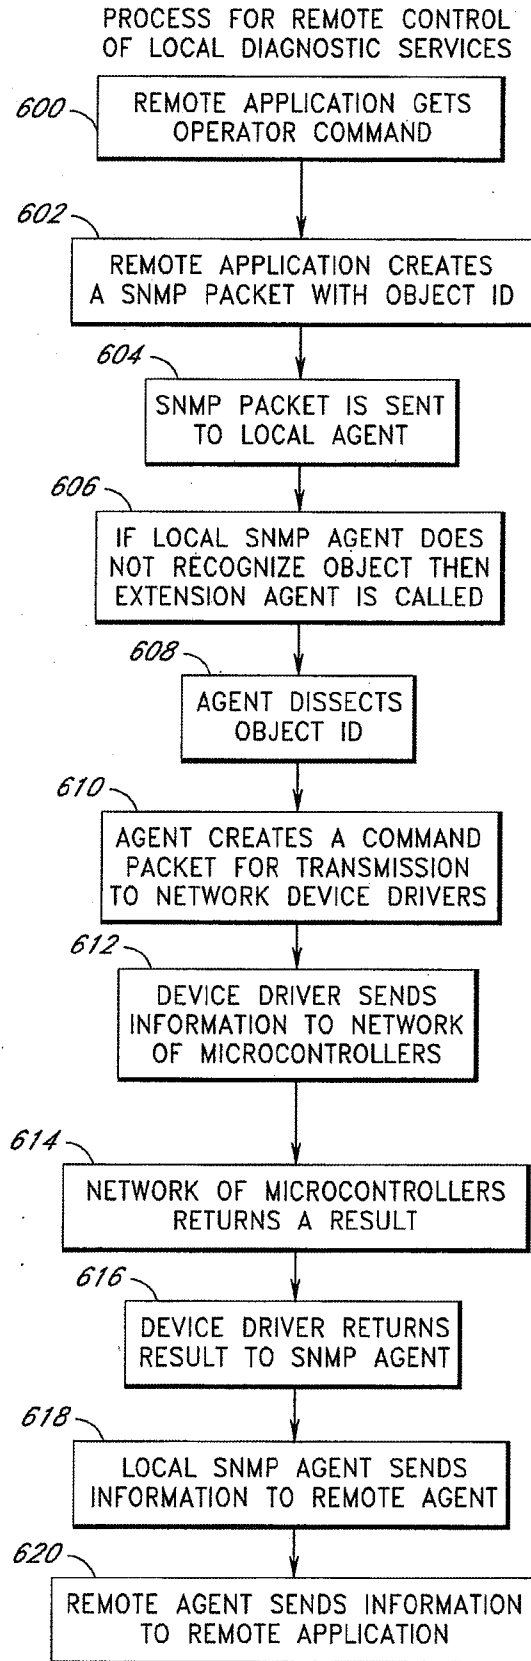 PROCESS FOR REMOTE CONTROL
OF LOCAL DIAGNOSTIC SERVICES
600
REMOTE APPLICATION GETS
OPERATOR COMMAND
602
REMOTE APPLICATION CREATES
A SNMP PACKET WITH OBJECT ID
604
SNMP PACKET IS SENT
TO LOCAL AGENT
606
IF LOCAL SNMP AGENT DOES
NOT RECOGNIZE OBJECT THEN
EXTENSION AGENT IS CALLED
608
AGENT DISSECTS
OBJECT ID
610
AGENT CREATES A COMMAND
PACKET FOR TRANSMISSION
TO NETWORK DEVICE DRIVERS
612
DEVICE DRIVER SENDS
INFORMATION TO NETWORK
OF MICROCONTROLLERS
614
NETWORK OF MICROCONTROLLERS
RETURNS A RESULT
616
DEVICE DRIVER RETURNS
RESULT TO SNMP AGENT
618
LOCAL SNMP AGENT SENDS
INFORMATION TO REMOTE AGENT
620
REMOTE AGENT SENDS INFORMATION
TO REMOTE APPLICATION